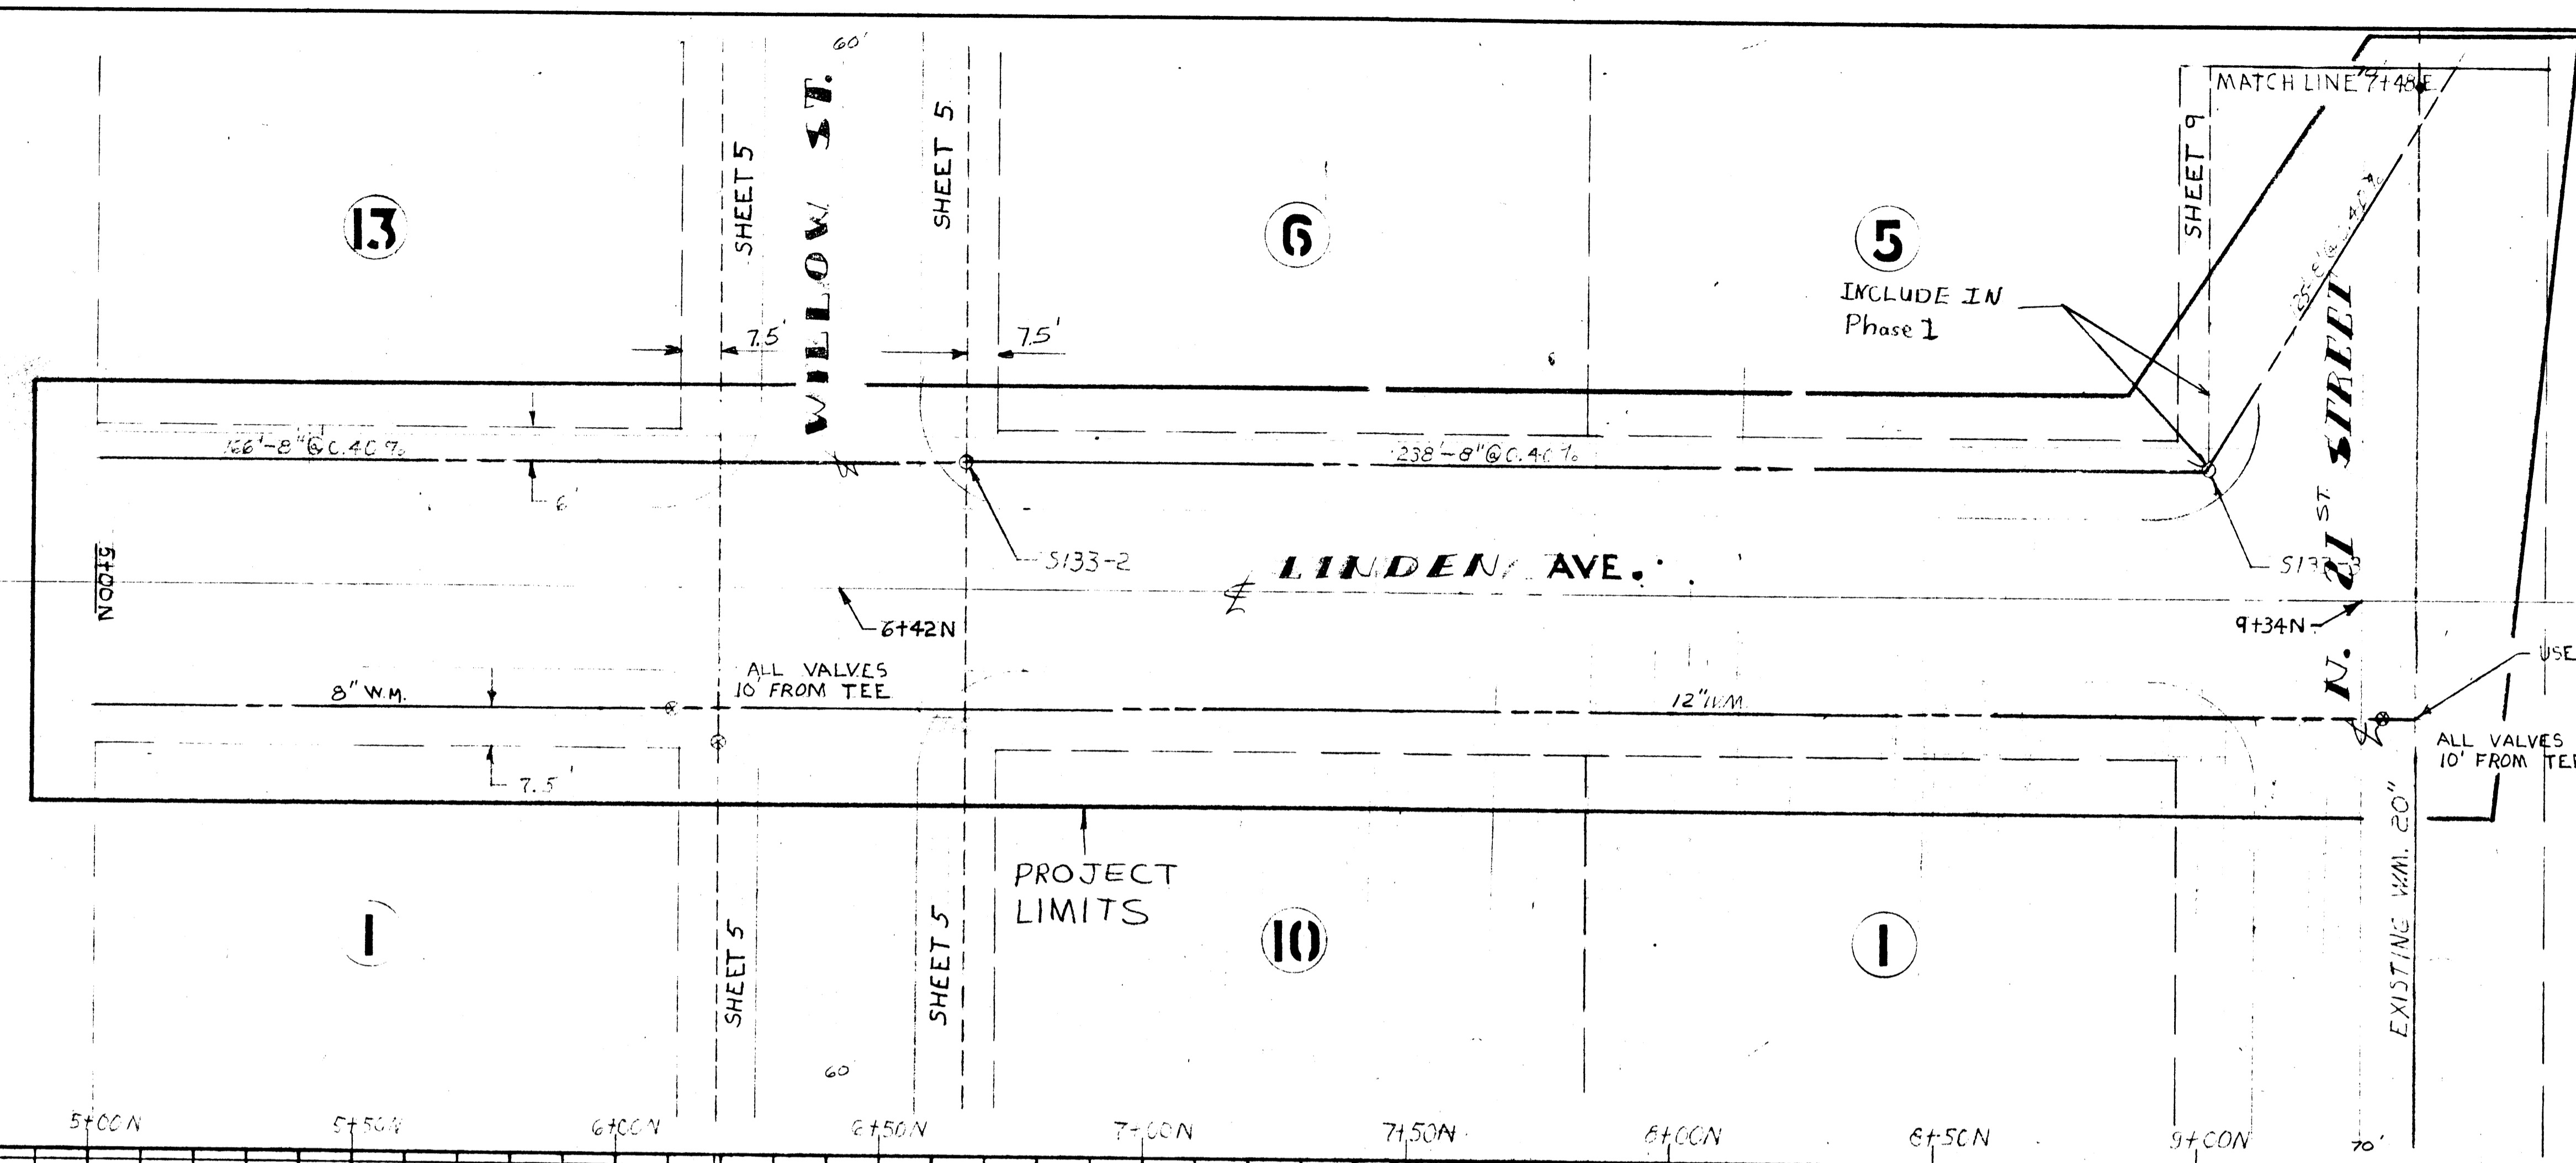 60'
MATCH LINE 9+48E
SHEET 5
WILLOW ST.
SHEET 5
SHEET 9
13
6
5
INCLUDE IN
Phase 1
7.5'
7.5'
166'-8"@0.40%
238'-8"@0.40%
6'
5+00N
S133-2
LINDEN AVE.
N. 21ST. STREET
6+42N
9+34N
USE
ALL VALVES
10' FROM TEE
8" W.M.
12" W.M.
ALL VALVES
10' FROM TEE
7.5'
PROJECT
LIMITS
EXISTING W.M. 20"
1
10
1
SHEET 5
SHEET 5
60'
5+00N
5+50N
6+00N
6+50N
7+00N
7+50N
8+00N
8+50N
9+00N
70'